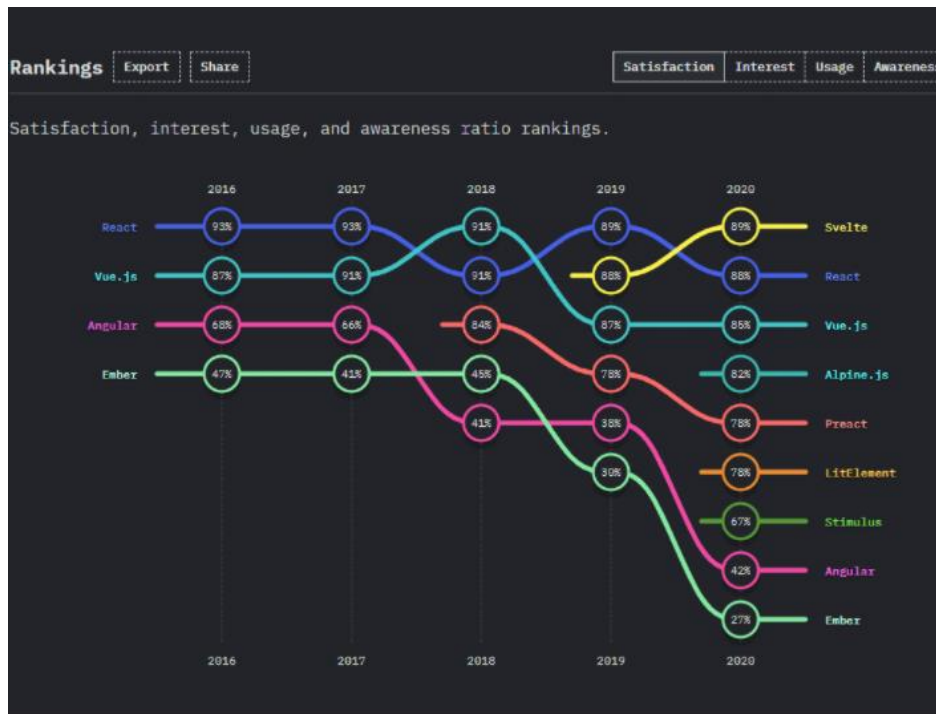 Rankings Export Share Satisfaction Interest Usage Awareness
Satisfaction, interest, usage, and awareness ratio rankings.
2016 2017 2018 2019 2020
React 93% 93% 91% 89% 89% Svelte
Vue.js 87% 91% 91% 88% 88% React
Angular 68% 66% 84% 87% 85% Vue.js
Ember 47% 41% 45% 78% 82% Alpine.js
41% 38% 78% Preact
30% 78% LitElement
67% Stimulus
42% Angular
27% Ember
2016 2017 2018 2019 2020